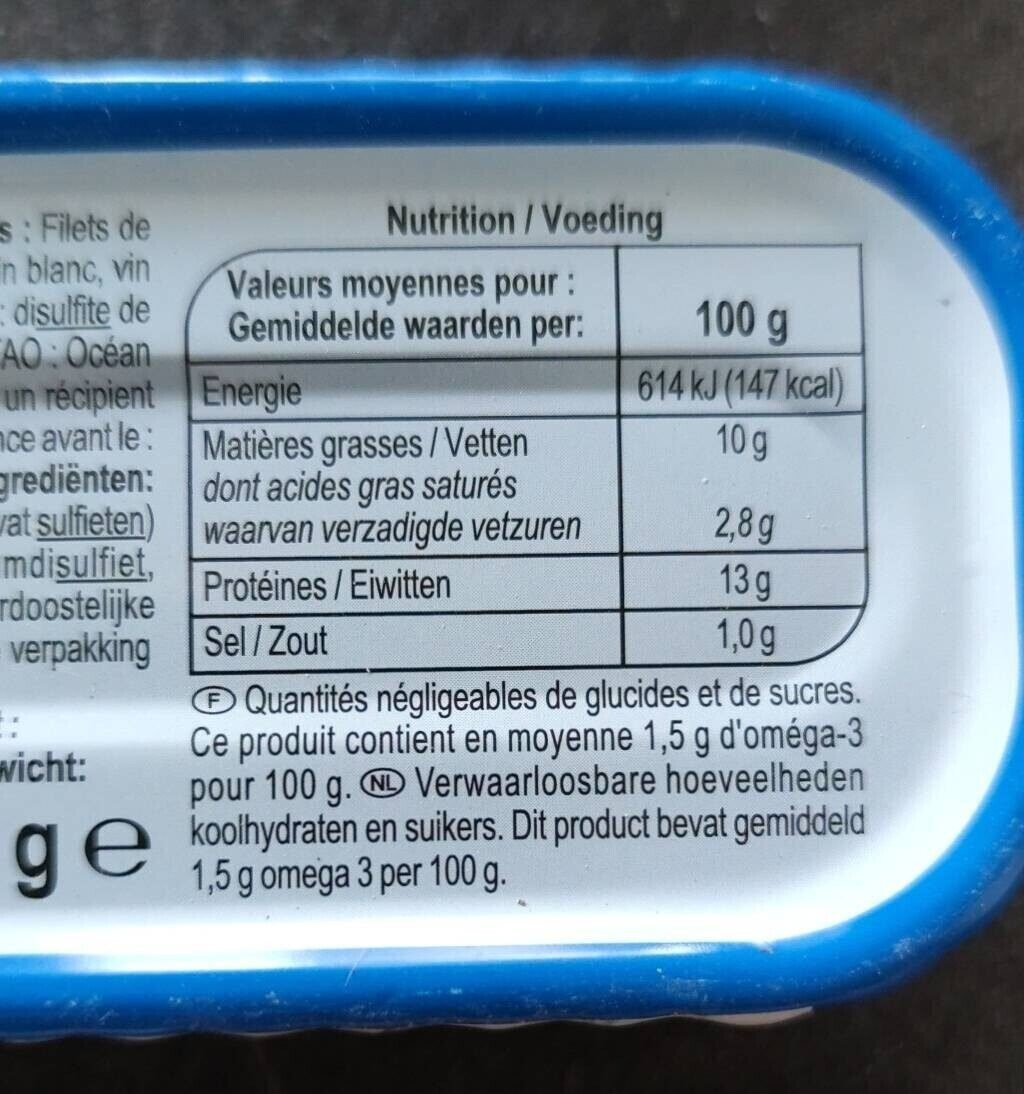 s : Filets de
n blanc, vin
: disulfite de
AO : Océan
un récipient
nce avant le :
grediënten:
vat sulfieten)
mdisulfiet,
rdoostelijke
verpakking
t :
wicht:
g e
Nutrition / Voeding
Valeurs moyennes pour :
Gemiddelde waarden per: 100 g
Energie 614 kJ (147 kcal)
Matières grasses / Vetten 10 g
dont acides gras saturés
waarvan verzadigde vetzuren 2,8 g
Protéines / Eiwitten 13 g
Sel / Zout 1,0 g
F Quantités négligeables de glucides et de sucres.
Ce produit contient en moyenne 1,5 g d'oméga-3
pour 100 g. NL Verwaarloosbare hoeveelheden
koolhydraten en suikers. Dit product bevat gemiddeld
1,5 g omega 3 per 100 g.